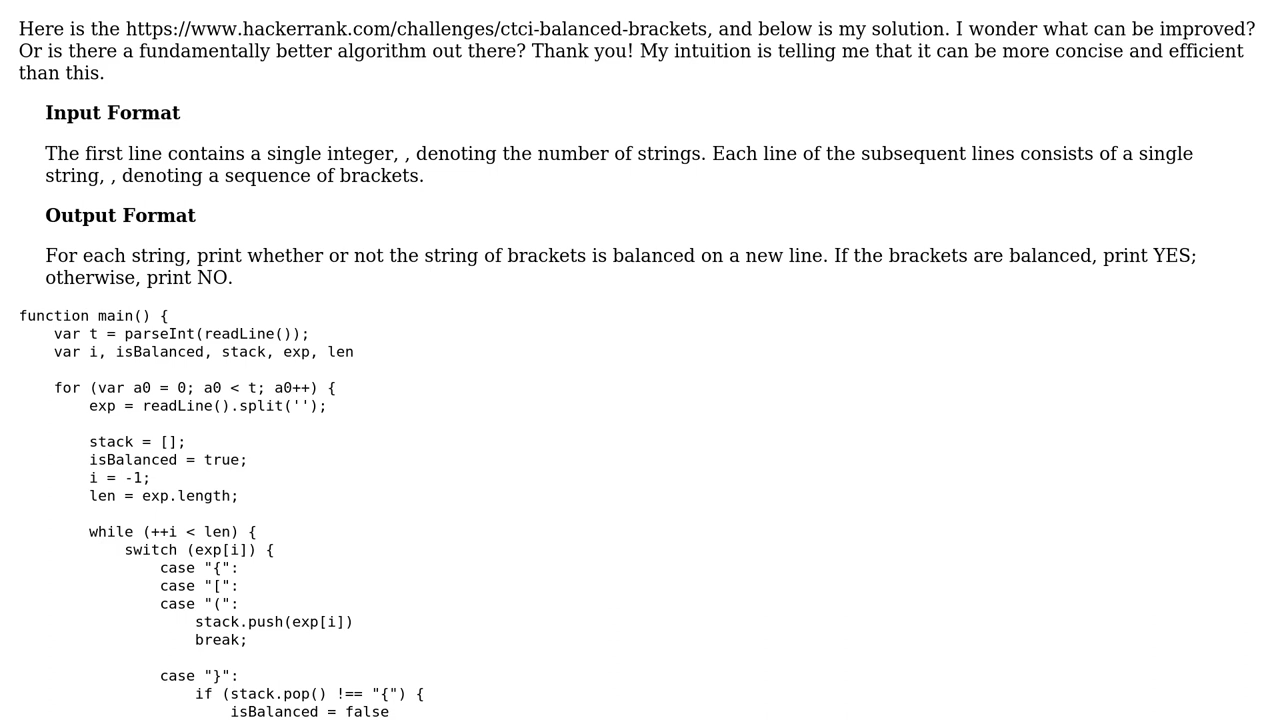 Here is the https://www.hackerrank.com/challenges/ctci-balanced-brackets, and below is my solution. I wonder what can be improved?
Or is there a fundamentally better algorithm out there? Thank you! My intuition is telling me that it can be more concise and efficient
than this.
Input Format
The first line contains a single integer, , denoting the number of strings. Each line of the subsequent lines consists of a single
string, , denoting a sequence of brackets.
Output Format
For each string, print whether or not the string of brackets is balanced on a new line. If the brackets are balanced, print YES;
otherwise, print NO.
function main() {
    var t = parseInt(readLine());
    var i, isBalanced, stack, exp, len
    for (var a0 = 0; a0 < t; a0++) {
        exp = readLine().split('');
        stack = [];
        isBalanced = true;
        i = -1;
        len = exp.length;
        while (++i < len) {
            switch (exp[i]) {
                case "{":
                case "[":
                case "(":
                    stack.push(exp[i])
                    break;
                case "}":
                    if (stack.pop() !== "{") {
                        isBalanced = false